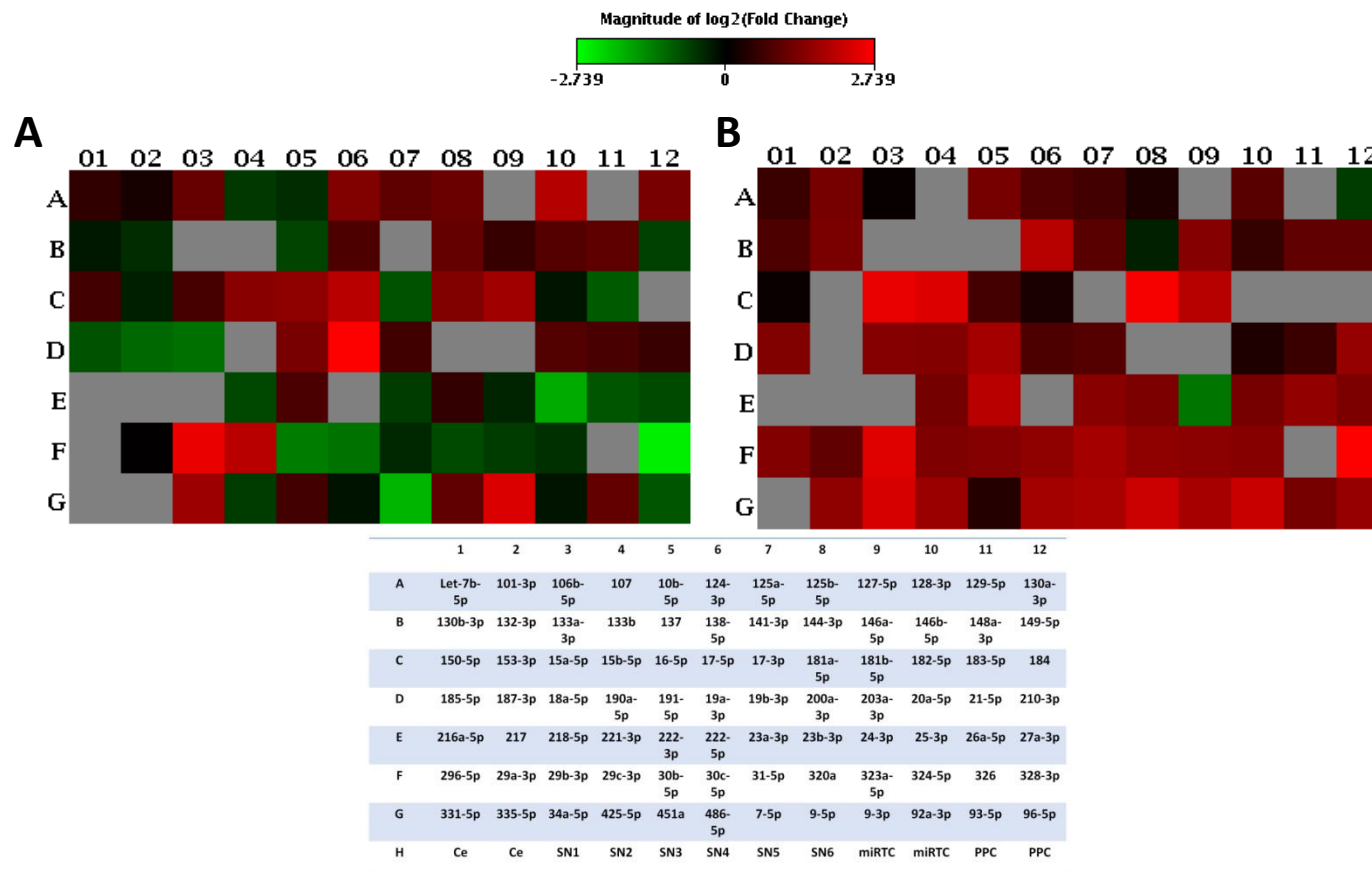 Magnitude of log2(Fold Change)
-2.739 0 2.739
A B
01 02 03 04 05 06 07 08 09 10 11 12
A
B
C
D
E
F
G
01 02 03 04 05 06 07 08 09 10 11 12
A
B
C
D
E
F
G
1 2 3 4 5 6 7 8 9 10 11 12
A Let-7b-5p 101-3p 106b-5p 107 10b-5p 124-3p 125a-5p 125b-5p 127-5p 128-3p 129-5p 130a-3p
B 130b-3p 132-3p 133a-3p 133b 137 138-5p 141-3p 144-3p 146a-5p 146b-5p 148a-3p 149-5p
C 150-5p 153-3p 15a-5p 15b-5p 16-5p 17-5p 17-3p 181a-5p 181b-5p 182-5p 183-5p 184
D 185-5p 187-3p 18a-5p 190a-5p 191-5p 19a-3p 19b-3p 200a-3p 203a-3p 20a-5p 21-5p 210-3p
E 216a-5p 217 218-5p 221-3p 222-3p 222-5p 23a-3p 23b-3p 24-3p 25-3p 26a-5p 27a-3p
F 296-5p 29a-3p 29b-3p 29c-3p 30b-5p 30c-5p 31-5p 320a 323a-5p 324-5p 326 328-3p
G 331-5p 335-5p 34a-5p 425-5p 451a 486-5p 7-5p 9-5p 9-3p 92a-3p 93-5p 96-5p
H Ce Ce SN1 SN2 SN3 SN4 SN5 SN6 miRTC miRTC PPC PPC